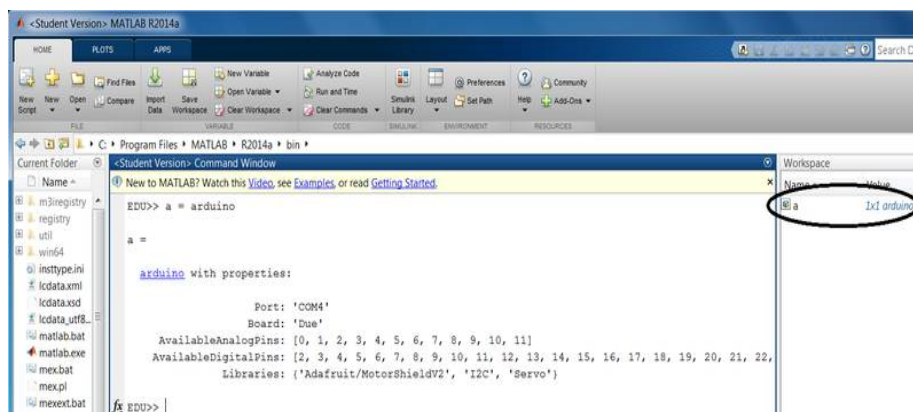 <Student Version> MATLAB R2014a
HOME PLOTS APPS
Search D
New Script
New
Open
Find Files
Compare
Import Data
Save Workspace
New Variable
Open Variable
Clear Workspace
Analyze Code
Run and Time
Clear Commands
Simulink Library
Layout
Preferences
Set Path
Help
Community
Add-Ons
FILE VARIABLE CODE SIMULINK ENVIRONMENT RESOURCES
C: ▸ Program Files ▸ MATLAB ▸ R2014a ▸ bin ▸
Current Folder
Name
m3iregistry
registry
util
win64
insttype.ini
lcdata.xml
lcdata.xsd
lcdata_utf8...
matlab.bat
matlab.exe
mex.bat
mex.pl
mexext.bat
<Student Version> Command Window
New to MATLAB? Watch this Video, see Examples, or read Getting Started.
EDU>> a = arduino
a =
arduino with properties:
Port: 'COM4'
Board: 'Due'
AvailableAnalogPins: [0, 1, 2, 3, 4, 5, 6, 7, 8, 9, 10, 11]
AvailableDigitalPins: [2, 3, 4, 5, 6, 7, 8, 9, 10, 11, 12, 13, 14, 15, 16, 17, 18, 19, 20, 21, 22,
Libraries: {'Adafruit/MotorShieldV2', 'I2C', 'Servo'}
fx EDU>>
Workspace
Name Value
a 1x1 arduino